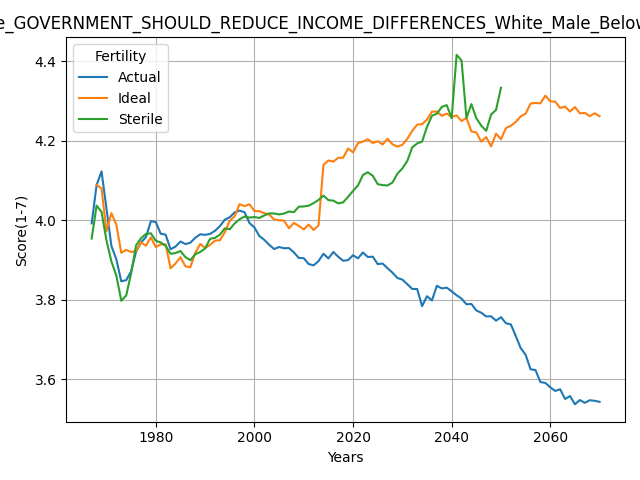 e_GOVERNMENT_SHOULD_REDUCE_INCOME_DIFFERENCES_White_Male_Below
Fertility
Actual
Ideal
Sterile
Score(1-7)
4.4
4.2
4.0
3.8
3.6
1980
2000
2020
2040
2060
Years